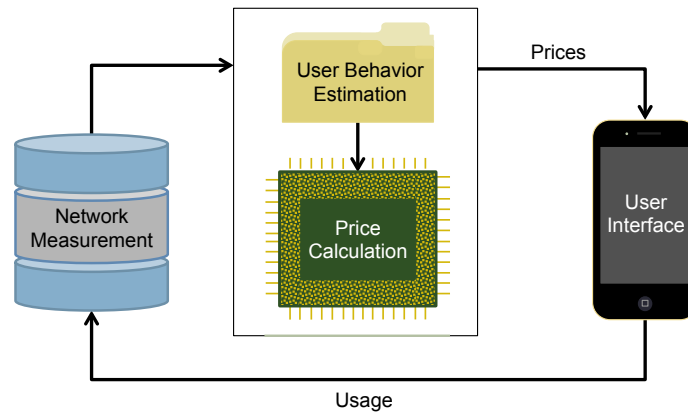 User Behavior
Estimation
Prices
Network
Measurement
Price
Calculation
User
Interface
Usage